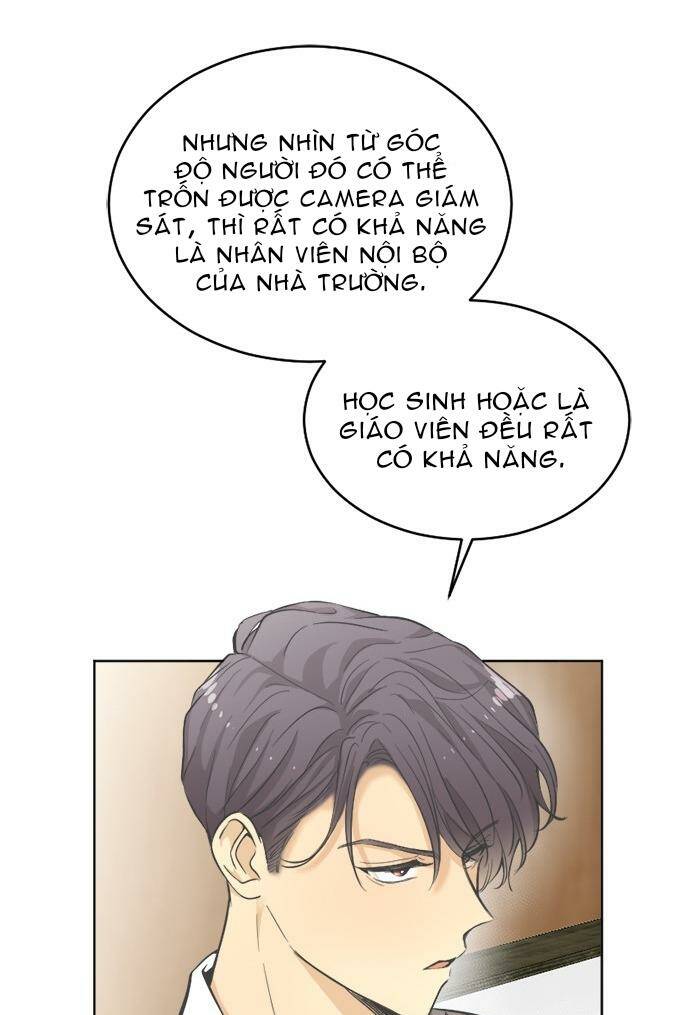 NHƯNG NHÌN TỪ GÓC
ĐỘ NGƯỜI ĐÓ CÓ THỂ
TRỐN ĐƯỢC CAMERA GIÁM
SÁT, THÌ RẤT CÓ KHẢ NĂNG
LÀ NHÂN VIÊN NỘI BỘ
CỦA NHÀ TRƯỜNG.
HỌC SINH HOẶC LÀ
GIÁO VIÊN ĐỀU RẤT
CÓ KHẢ NĂNG.